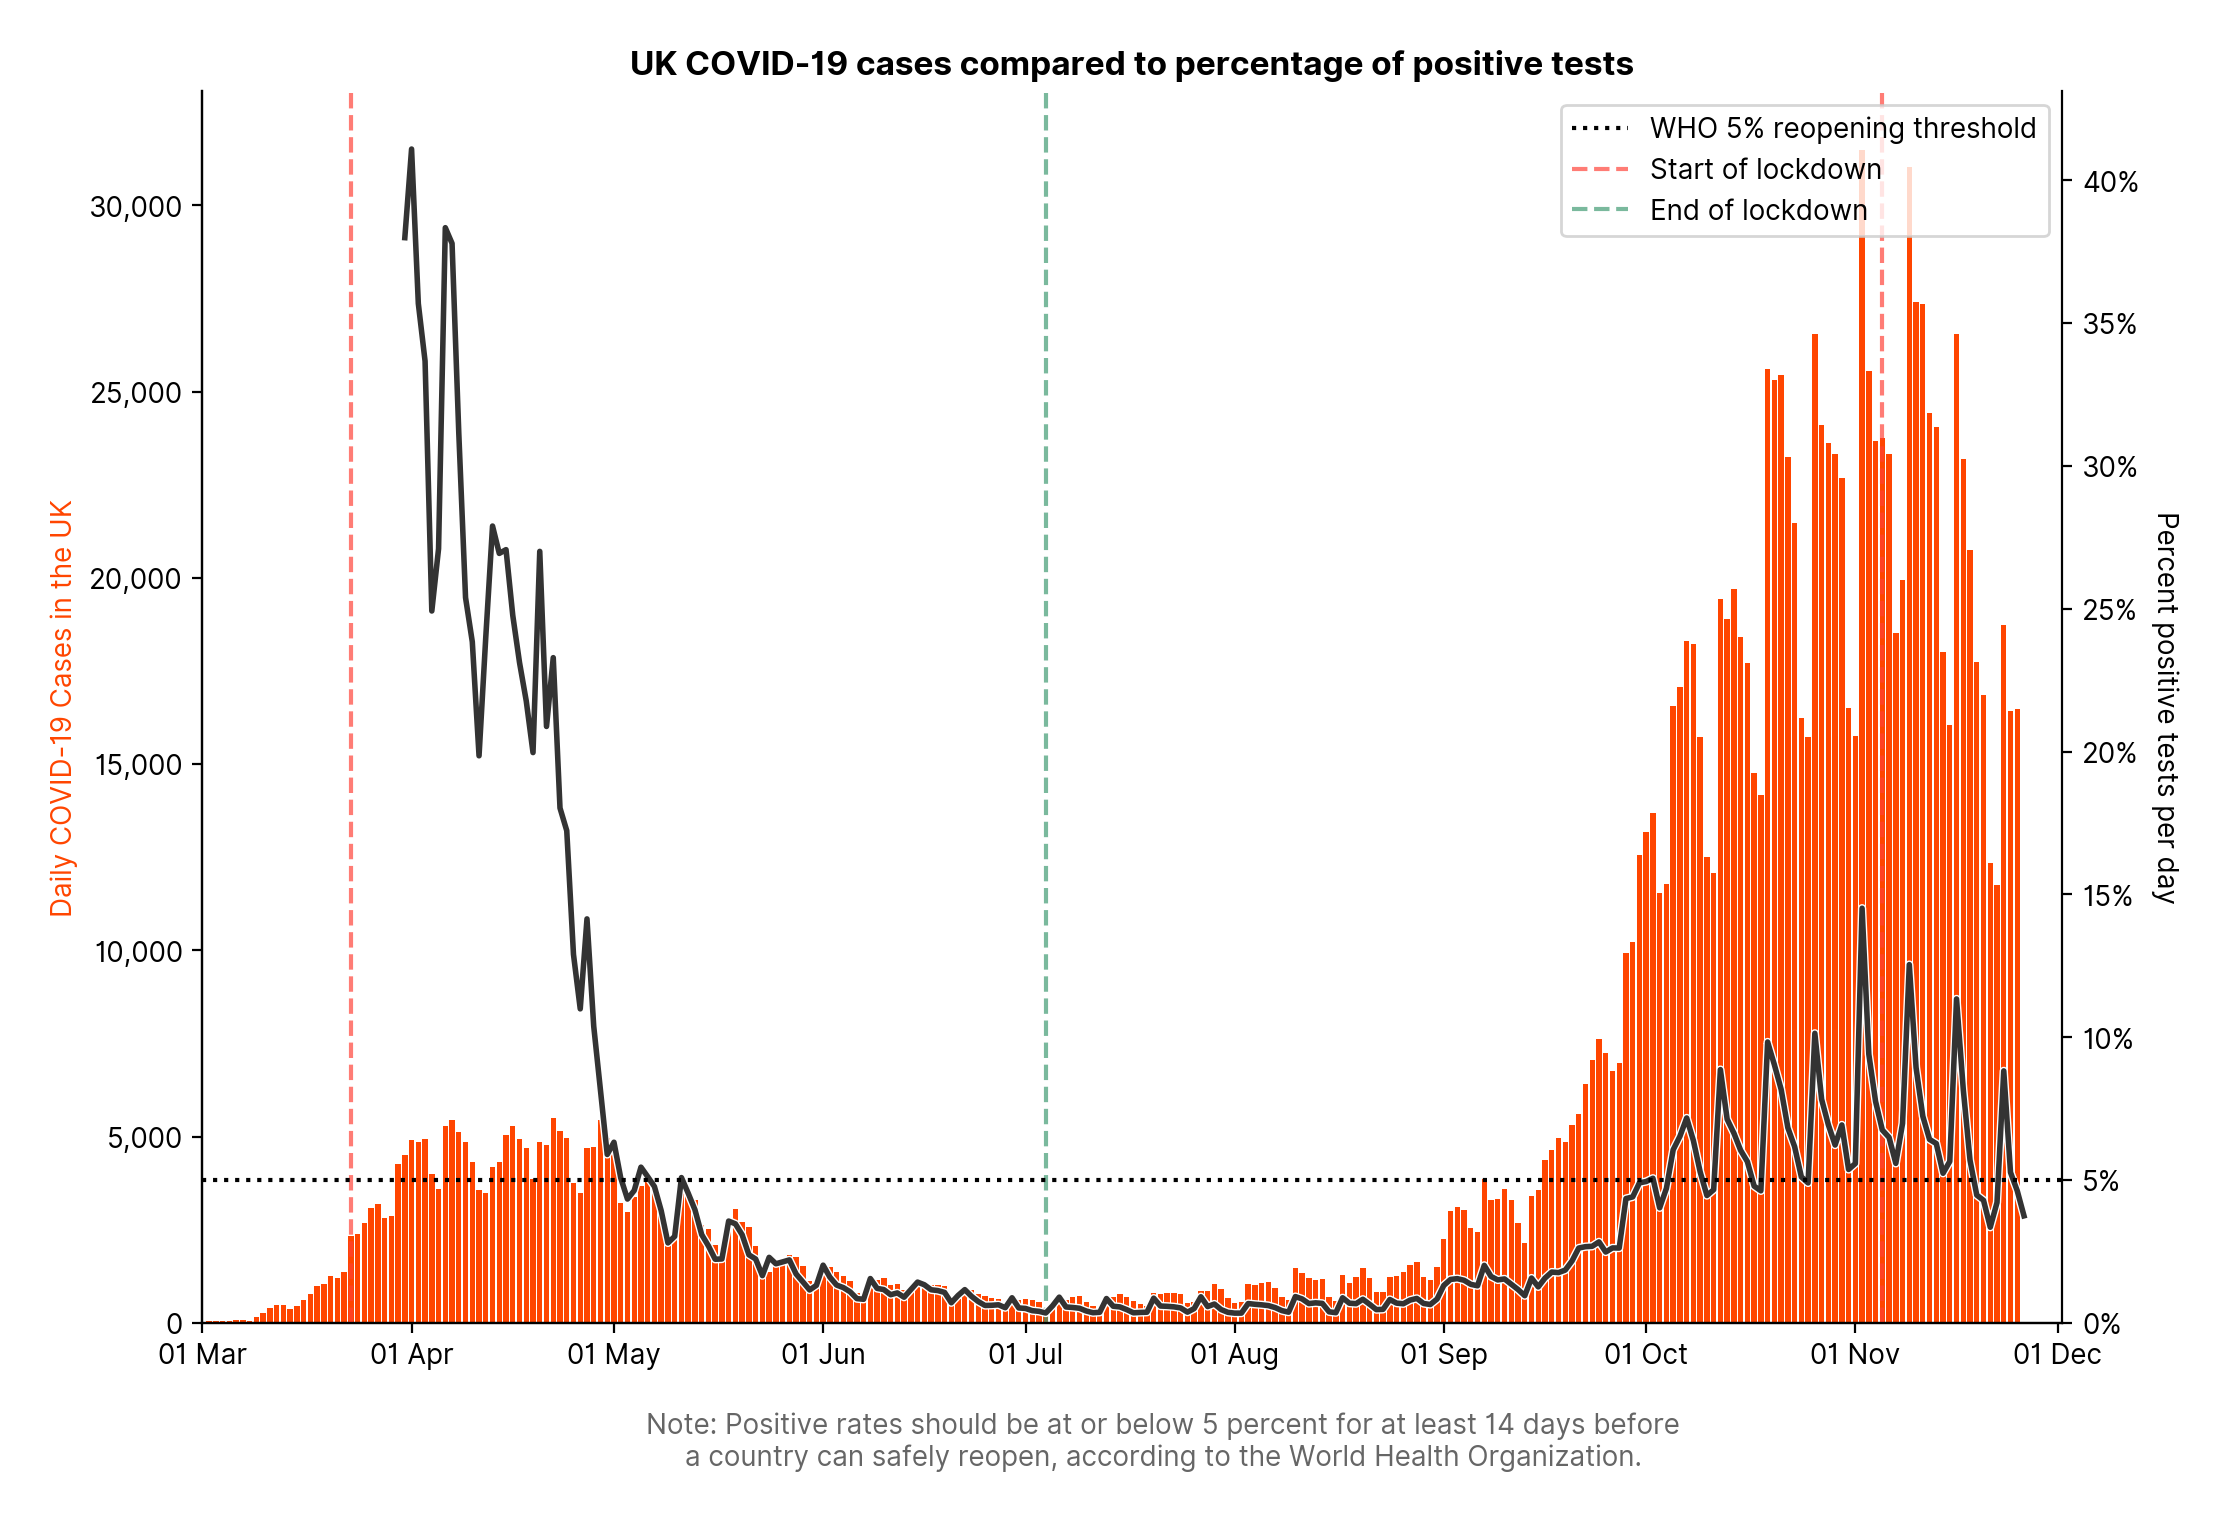 UK COVID-19 cases compared to percentage of positive tests
WHO 5% reopening threshold
Start of lockdown
End of lockdown
Daily COVID-19 Cases in the UK
30,000
25,000
20,000
15,000
10,000
5,000
0
40%
35%
30%
25%
20%
15%
10%
5%
0%
Percent positive tests per day
01 Mar
01 Apr
01 May
01 Jun
01 Jul
01 Aug
01 Sep
01 Oct
01 Nov
01 Dec
Note: Positive rates should be at or below 5 percent for at least 14 days before
a country can safely reopen, according to the World Health Organization.